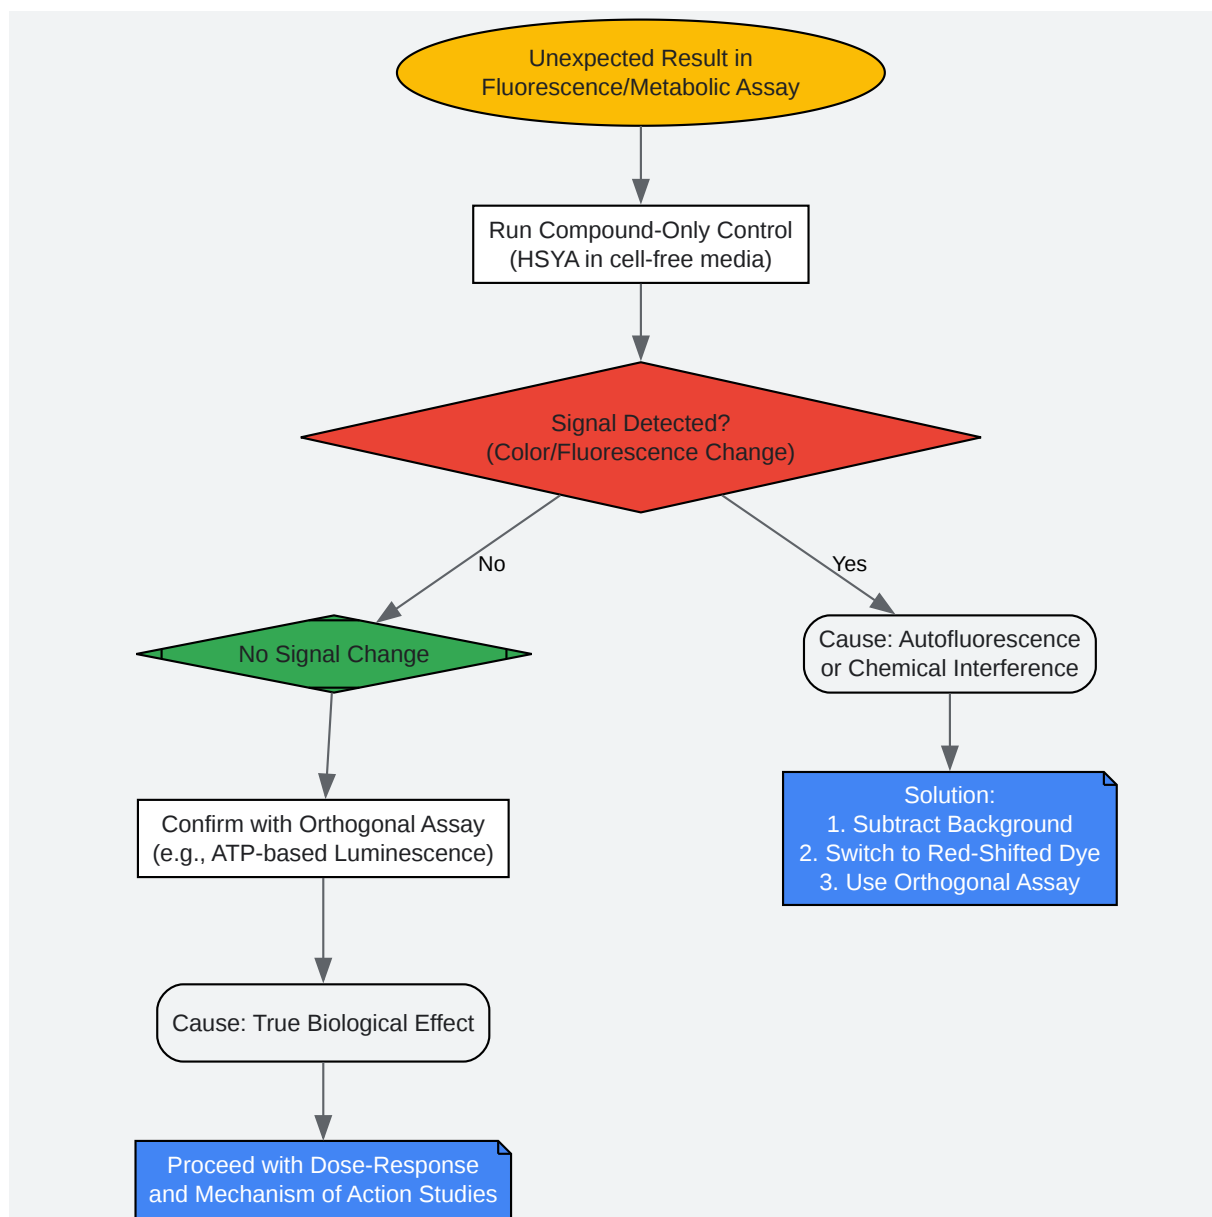 Unexpected Result in
Fluorescence/Metabolic Assay
Run Compound-Only Control
(HSYA in cell-free media)
Signal Detected?
(Color/Fluorescence Change)
No
Yes
No Signal Change
Cause: Autofluorescence
or Chemical Interference
Confirm with Orthogonal Assay
(e.g., ATP-based Luminescence)
Solution:
1. Subtract Background
2. Switch to Red-Shifted Dye
3. Use Orthogonal Assay
Cause: True Biological Effect
Proceed with Dose-Response
and Mechanism of Action Studies